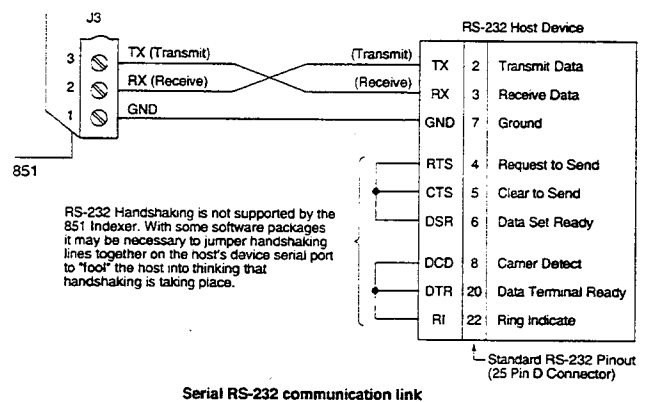 J3
RS-232 Host Device
3 TX (Transmit) (Transmit) TX 2 Transmit Data
2 RX (Receive) (Receive) RX 3 Receive Data
1 GND GND 7 Ground
851
RTS 4 Request to Send
CTS 5 Clear to Send
DSR 6 Data Set Ready
DCD 8 Carrier Detect
DTR 20 Data Terminal Ready
RI 22 Ring Indicate
RS-232 Handshaking is not supported by the
851 Indexer. With some software packages
it may be necessary to jumper handshaking
lines together on the host's device serial port
to "fool" the host into thinking that
handshaking is taking place.
Standard RS-232 Pinout
(25 Pin D Connector)
Serial RS-232 communication link